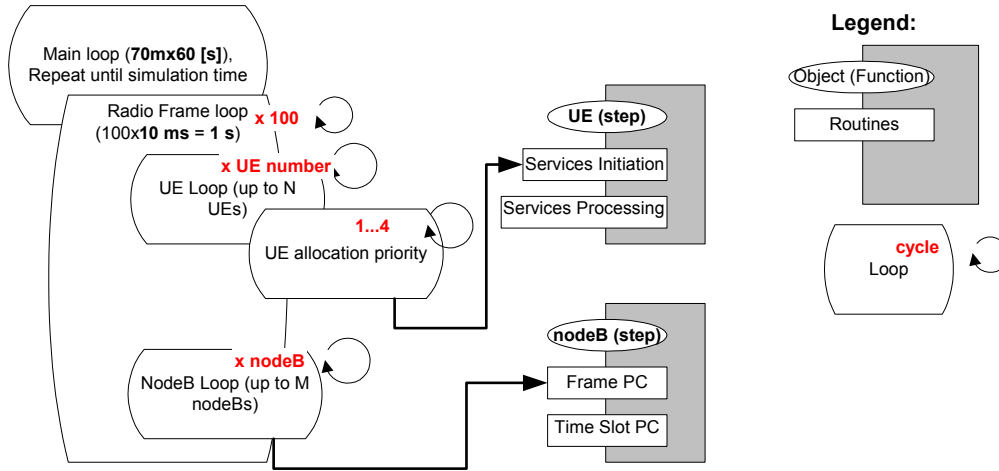 Main loop (70mx60 [s]),
Repeat until simulation time
Radio Frame loop
x 100
(100x10 ms = 1 s)
x UE number
UE Loop (up to N
UEs)
1...4
UE allocation priority
x nodeB
NodeB Loop (up to M
nodeBs)
UE (step)
Services Initiation
Services Processing
nodeB (step)
Frame PC
Time Slot PC
Legend:
Object (Function)
Routines
cycle
Loop